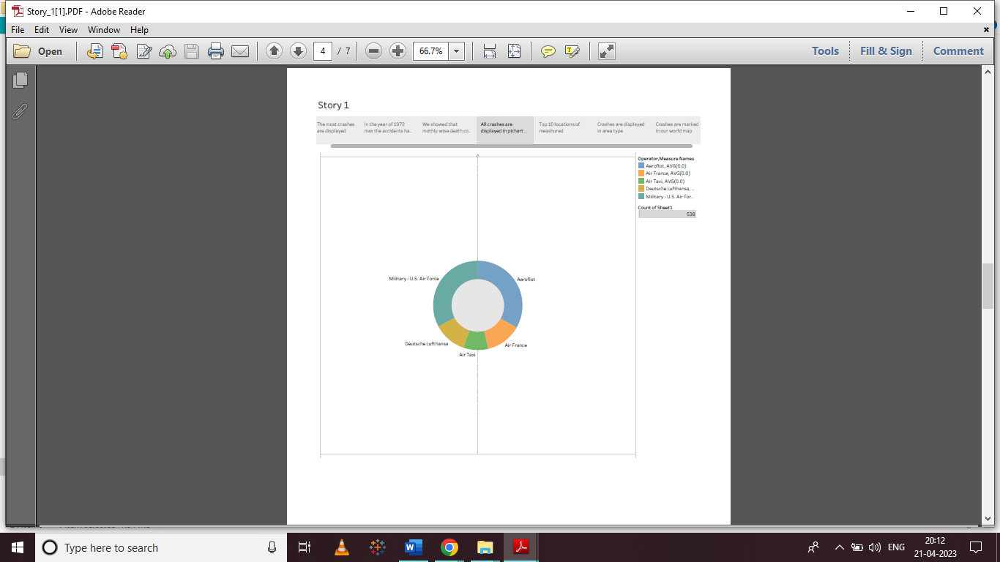 Story_1[1].PDF - Adobe Reader
File Edit View Window Help
Open
4 / 7
66.7%
Tools Fill & Sign Comment
Story 1
The most crashes
are displayed
In the year of 1972
max the accidents ha..
We showed that
mothly wise death co..
All crashes are
displayed in pichart ..
Top 10 locations of
meashured
Crashes are displayed
in area type
Crashes are marked
in our world map
Operator,Measure Names
Aeroflot, AVG(0.0)
Air France, AVG(0.0)
Air Taxi, AVG(0.0)
Deutsche Lufthansa, ..
Military - U.S. Air For..
Count of Sheet1
538
Military - U.S. Air Force
Aeroflot
Deutsche Lufthansa
Air France
Air Taxi
Type here to search
ENG
20:12
21-04-2023